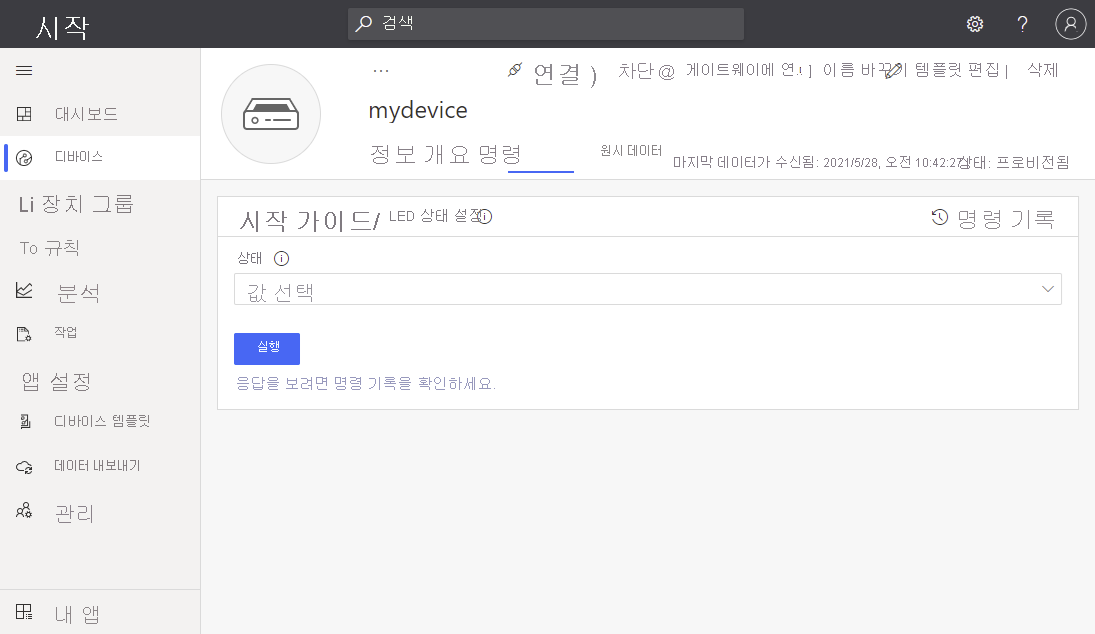 시작
검색
?
대시보드
디바이스
Li 장치 그룹
To 규칙
분석
작업
앱 설정
디바이스 템플릿
데이터 내보내기
관리
내 앱
... 연결 ) 차단 @ 게이트웨이에 연 ] 이름 바꾸기 템플릿 편집 | 삭제
mydevice
정보 개요 명령 원시 데이터 마지막 데이터가 수신됨: 2021/5/28, 오전 10:42:27 상태: 프로비전됨
시작 가이드/ LED 상태 설정 명령 기록
상태
값 선택
실행
응답을 보려면 명령 기록을 확인하세요.